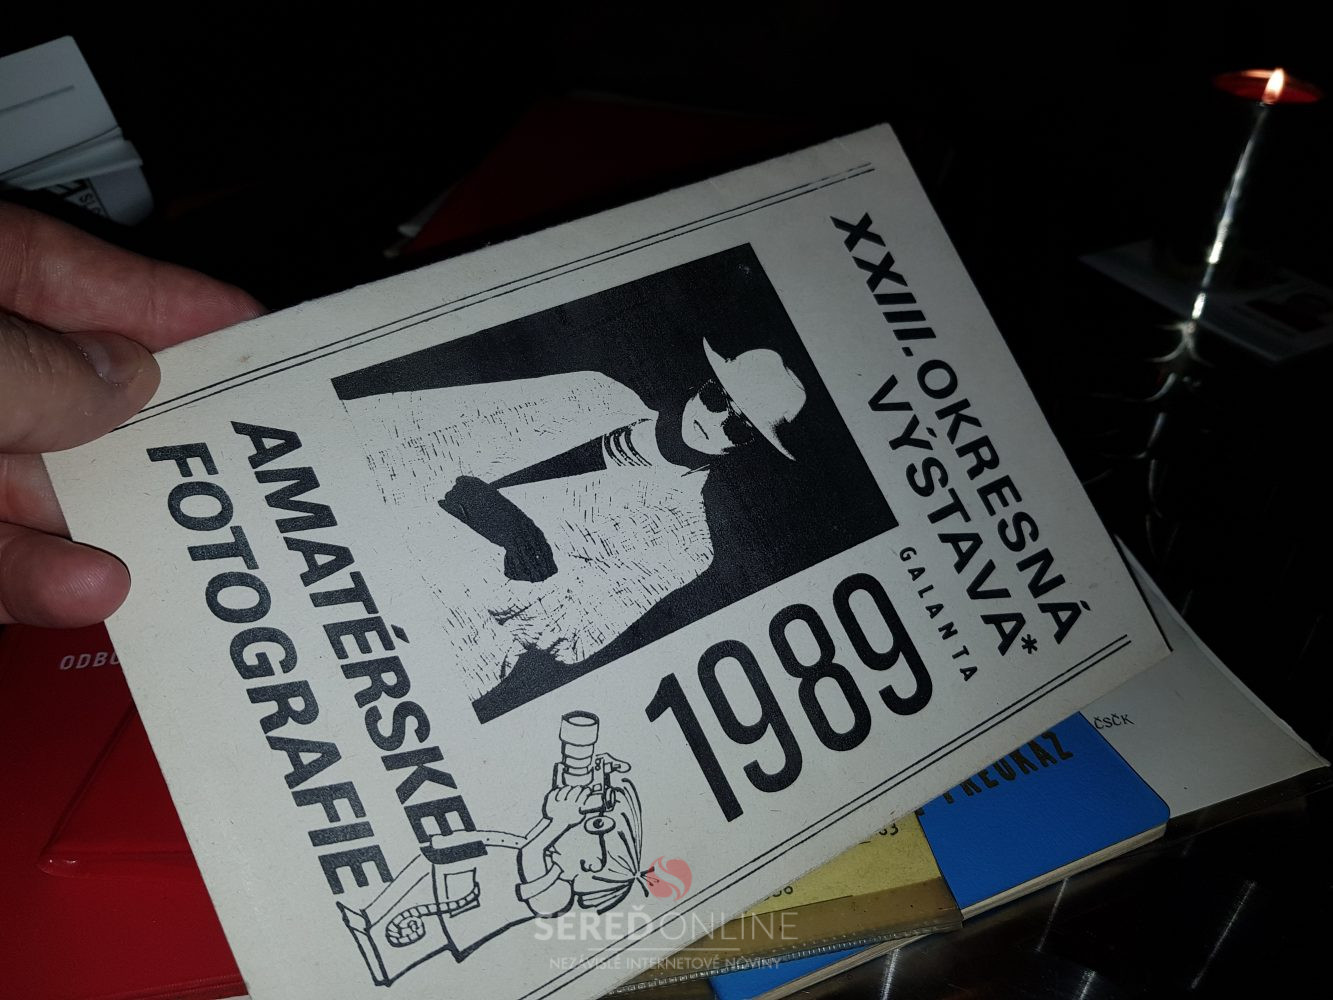 XXIII. OKRESNÁ
VÝSTAVA*
GALANTA
1989
AMATÉRSKEJ
FOTOGRAFIE
ČSČK
PREUKAZ
SEREĎONLINE
NEZÁVISLÉ INTERNETOVÉ NOVINY